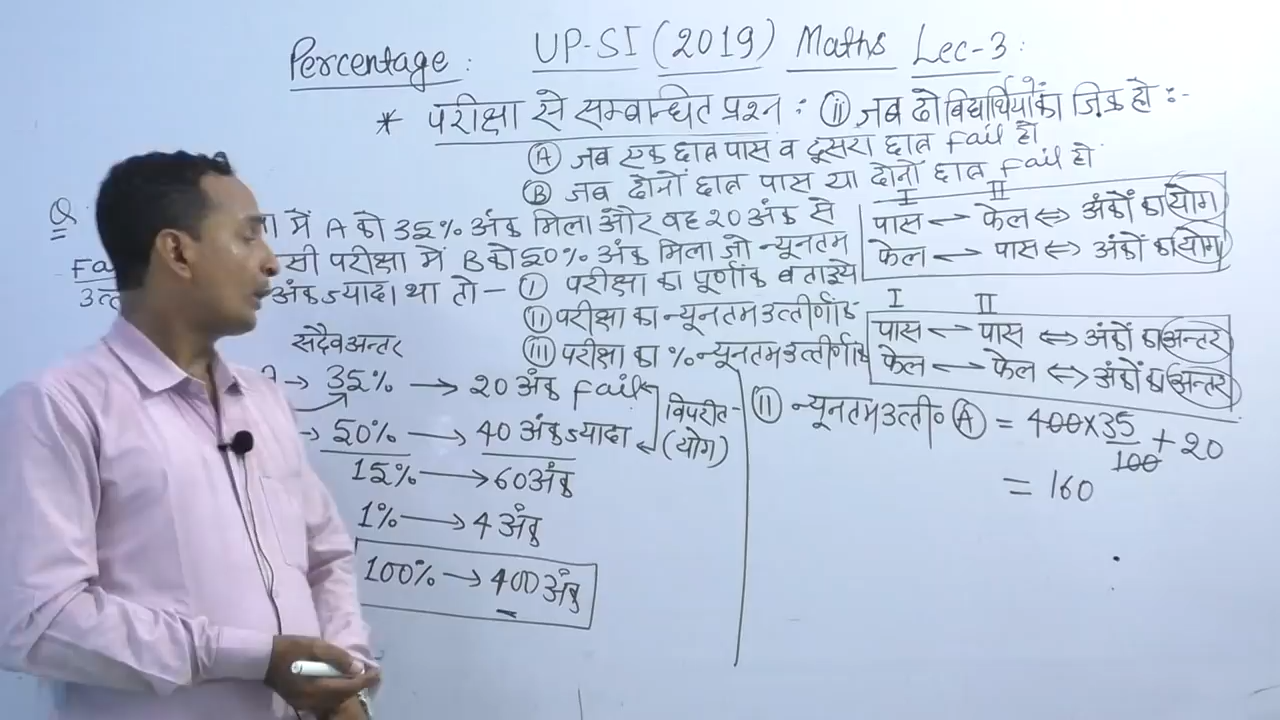 Percentage : UP-SI (2019) Maths Lec-3 :
* परीक्षा से सम्बान्धित प्रश्न : (ii) जब दो विद्यार्थियों का जिक्र हो :-
(A) जब एक छात्र पास व दूसरा छात्र fail हो
(B) जब दोनों छात्र पास या दोनों छात्र fail हो
I II
पास – फेल ⇔ अंकों का योग
फेल – पास ⇔ अंकों का योग
I II
पास – पास ⇔ अंकों का अन्तर
फेल – फेल ⇔ अंकों का अन्तर
Q. में A को 35% अंक मिला और वह 20 अंक से
परीक्षा में B को 50% अंक मिला जो न्यूनतम
अंक ज्यादा था तो – (I) परीक्षा का पूर्णांक बताइये
(II) परीक्षा का न्यूनतम उत्तीर्णांक
(III) परीक्षा का % न्यूनतम उत्तीर्णांक
सदैव अन्तर
→ 35% → 20 अंक fail
→ 50% → 40 अंक ज्यादा
विपरीत -
(योग)
15% → 60 अंक
1% → 4 अंक
100% → 400 अंक
(II) न्यूनतम उत्ती० (A) = 400 × 35/100 + 20
= 160